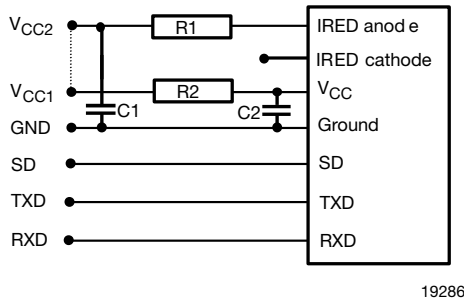 VCC2 R1 IRED anod e
IRED cathode
VCC1 R2 VCC
C1 C2
GND Ground
SD SD
TXD TXD
RXD RXD
19286